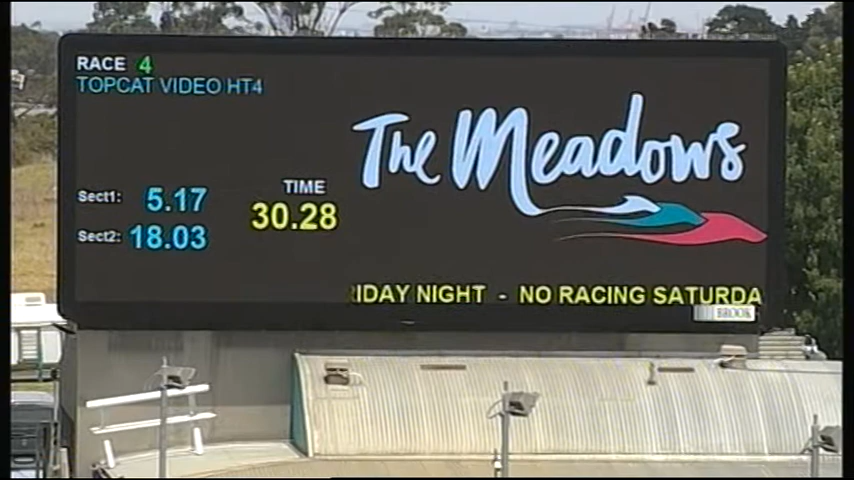 RACE 4
TOPCAT VIDEO HT4
The Meadows
Sect1: 5.17
TIME
30.28
Sect2: 18.03
IDAY NIGHT - NO RACING SATURDA
BROOK